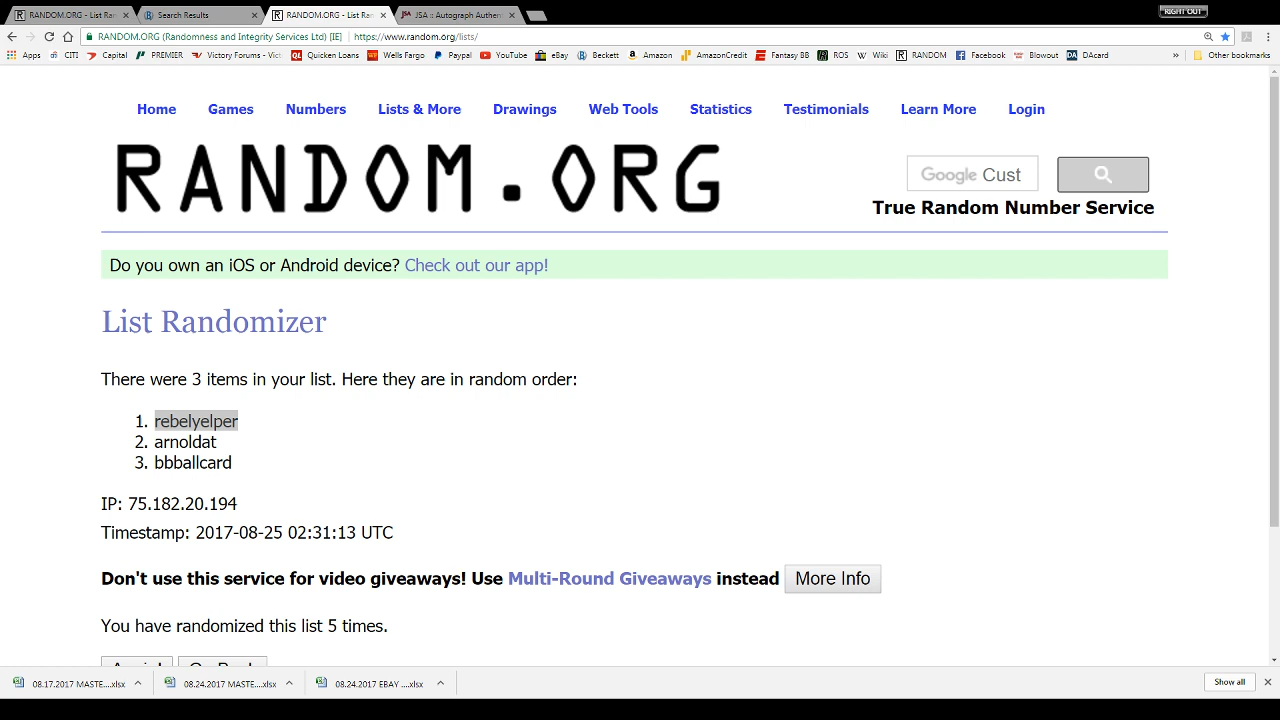 RANDOM.ORG - List Ran
Search Results
RANDOM.ORG - List Ran
JSA :: Autograph Authen
RIGHT OUT
RANDOM.ORG (Randomness and Integrity Services Ltd) [IE]
https://www.random.org/lists/
Apps
CITI
Capital
PREMIER
Victory Forums - Vict
Quicken Loans
Wells Fargo
Paypal
YouTube
eBay
Beckett
Amazon
AmazonCredit
Fantasy BB
ROS
Wiki
RANDOM
Facebook
Blowout
DAcard
»
Other bookmarks
Home
Games
Numbers
Lists & More
Drawings
Web Tools
Statistics
Testimonials
Learn More
Login
RANDOM.ORG
Google Cust
True Random Number Service
Do you own an iOS or Android device? Check out our app!
List Randomizer
There were 3 items in your list. Here they are in random order:
1. rebelyelper
2. arnoldat
3. bbballcard
IP: 75.182.20.194
Timestamp: 2017-08-25 02:31:13 UTC
Don't use this service for video giveaways! Use Multi-Round Giveaways instead
More Info
You have randomized this list 5 times.
08.17.2017 MASTE....xlsx
08.24.2017 MASTE....xlsx
08.24.2017 EBAY ....xlsx
Show all